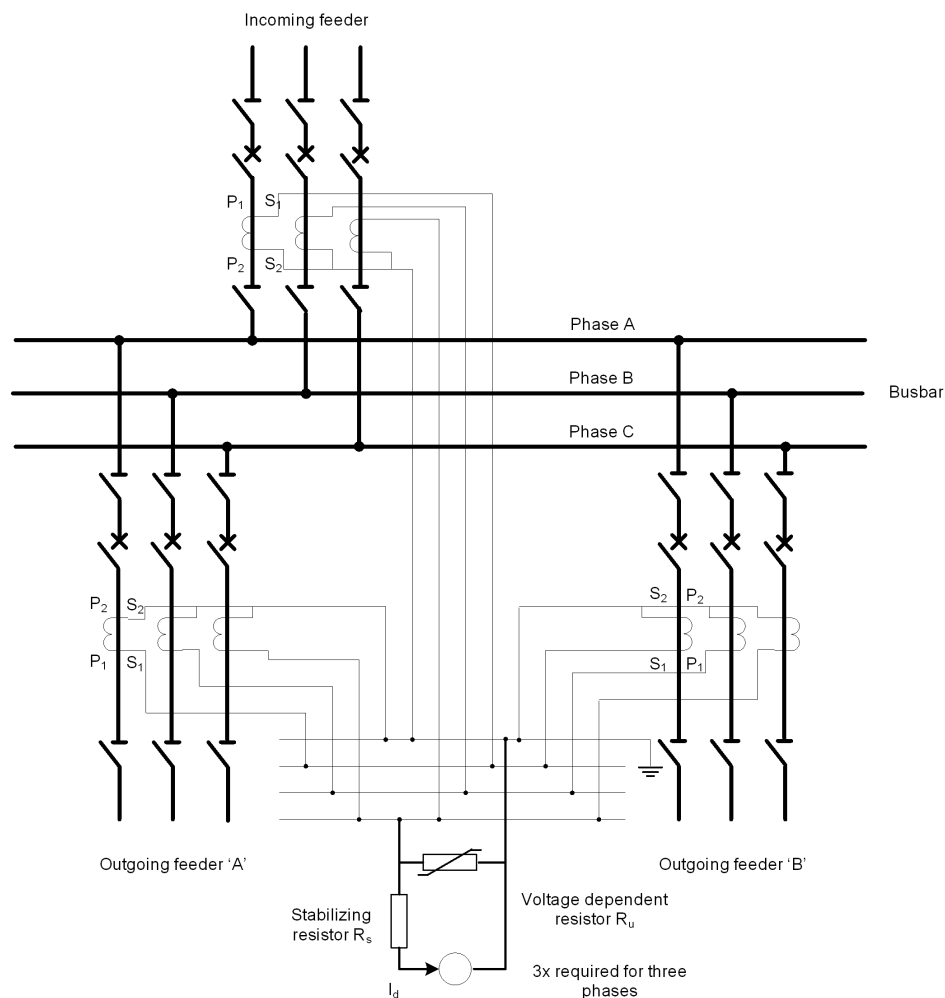 Incoming feeder
P₁ S₁
P₂ S₂
Phase A
Phase B
Busbar
Phase C
P₂ S₂
P₁ S₁
S₂ P₂
S₁ P₁
Outgoing feeder ‘A’
Outgoing feeder ‘B’
Voltage dependent
resistor Rᵤ
Stabilizing
resistor Rₛ
3x required for three
phases
I_d